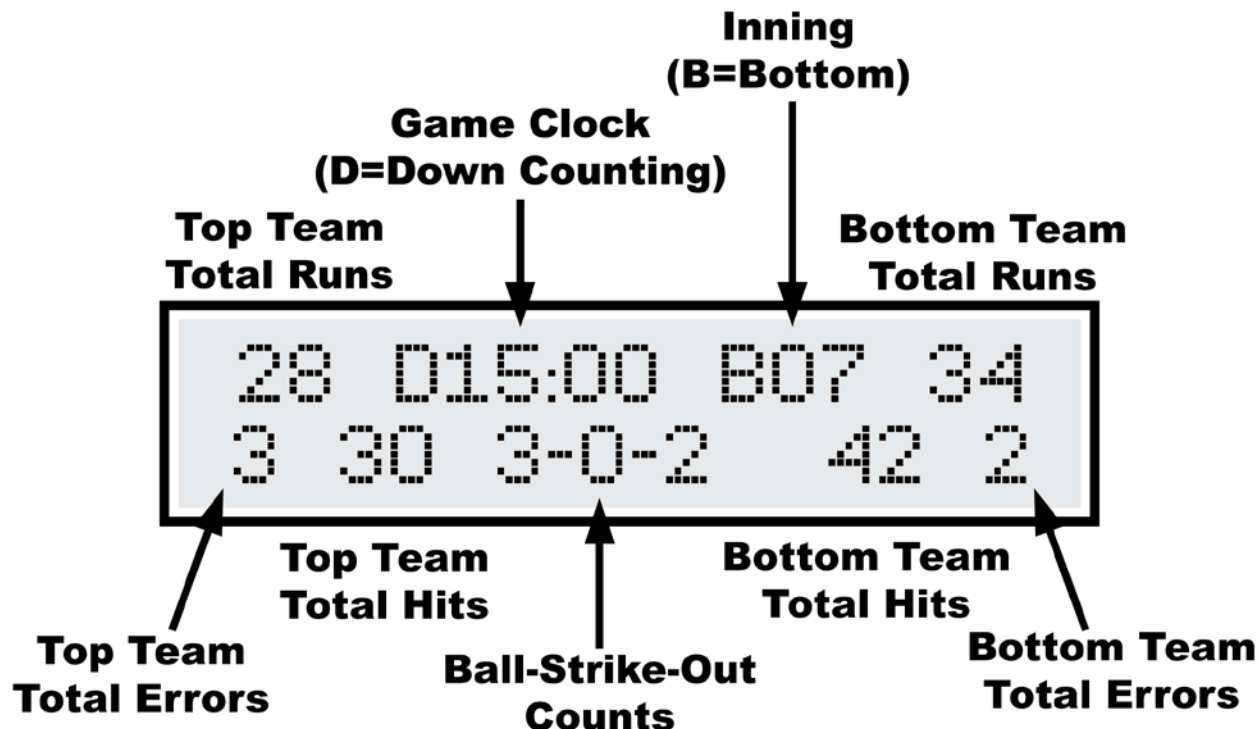 Inning
(B=Bottom)
Game Clock
(D=Down Counting)
Top Team
Total Runs
Bottom Team
Total Runs
28 D15:00 B07 34
3 30 3-0-2 42 2
Top Team
Total Hits
Bottom Team
Total Hits
Top Team
Total Errors
Ball-Strike-Out
Counts
Bottom Team
Total Errors